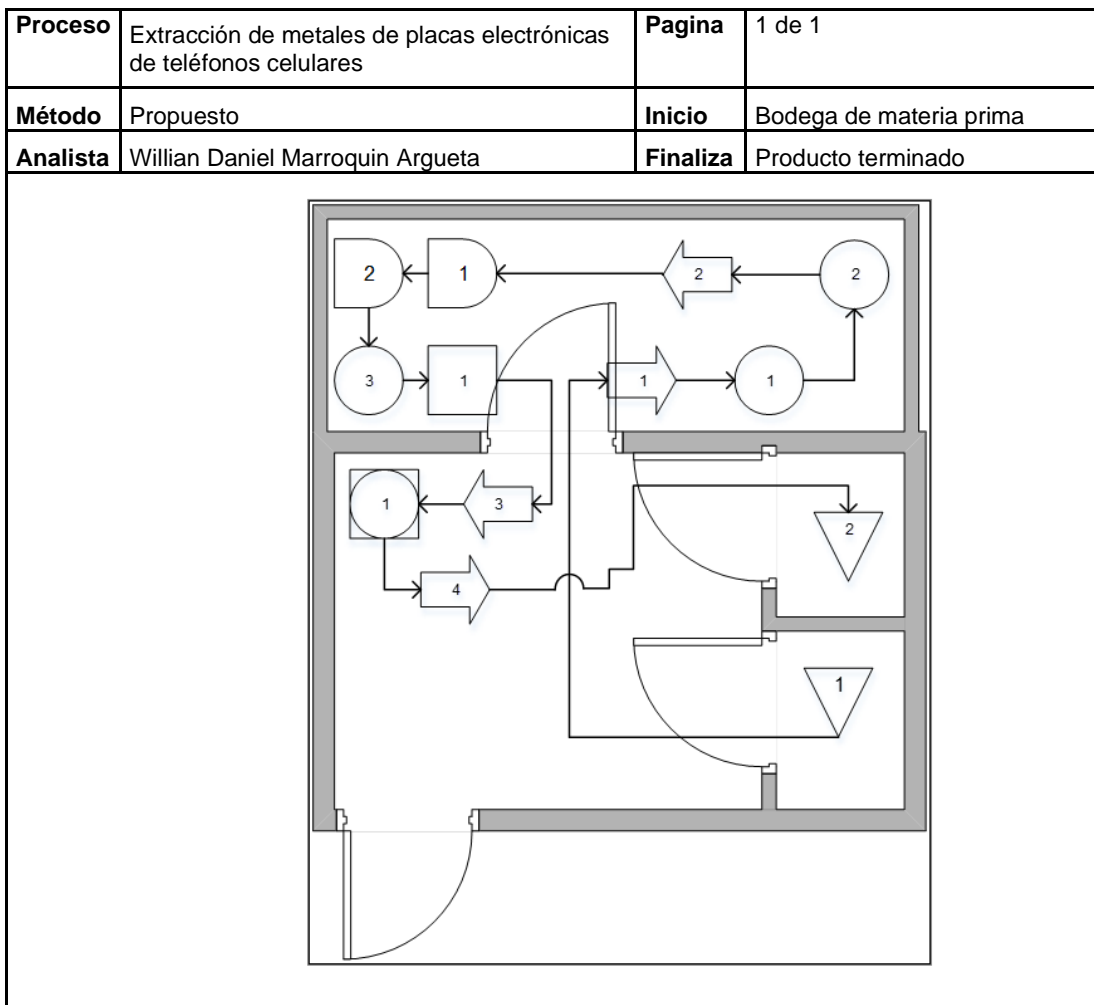 Proceso Extracción de metales de placas electrónicas Pagina 1 de 1
de teléfonos celulares
Método Propuesto Inicio Bodega de materia prima
Analista Willian Daniel Marroquin Argueta Finaliza Producto terminado
2 1 2 2
3 1 1 1
1 3 2
4
1